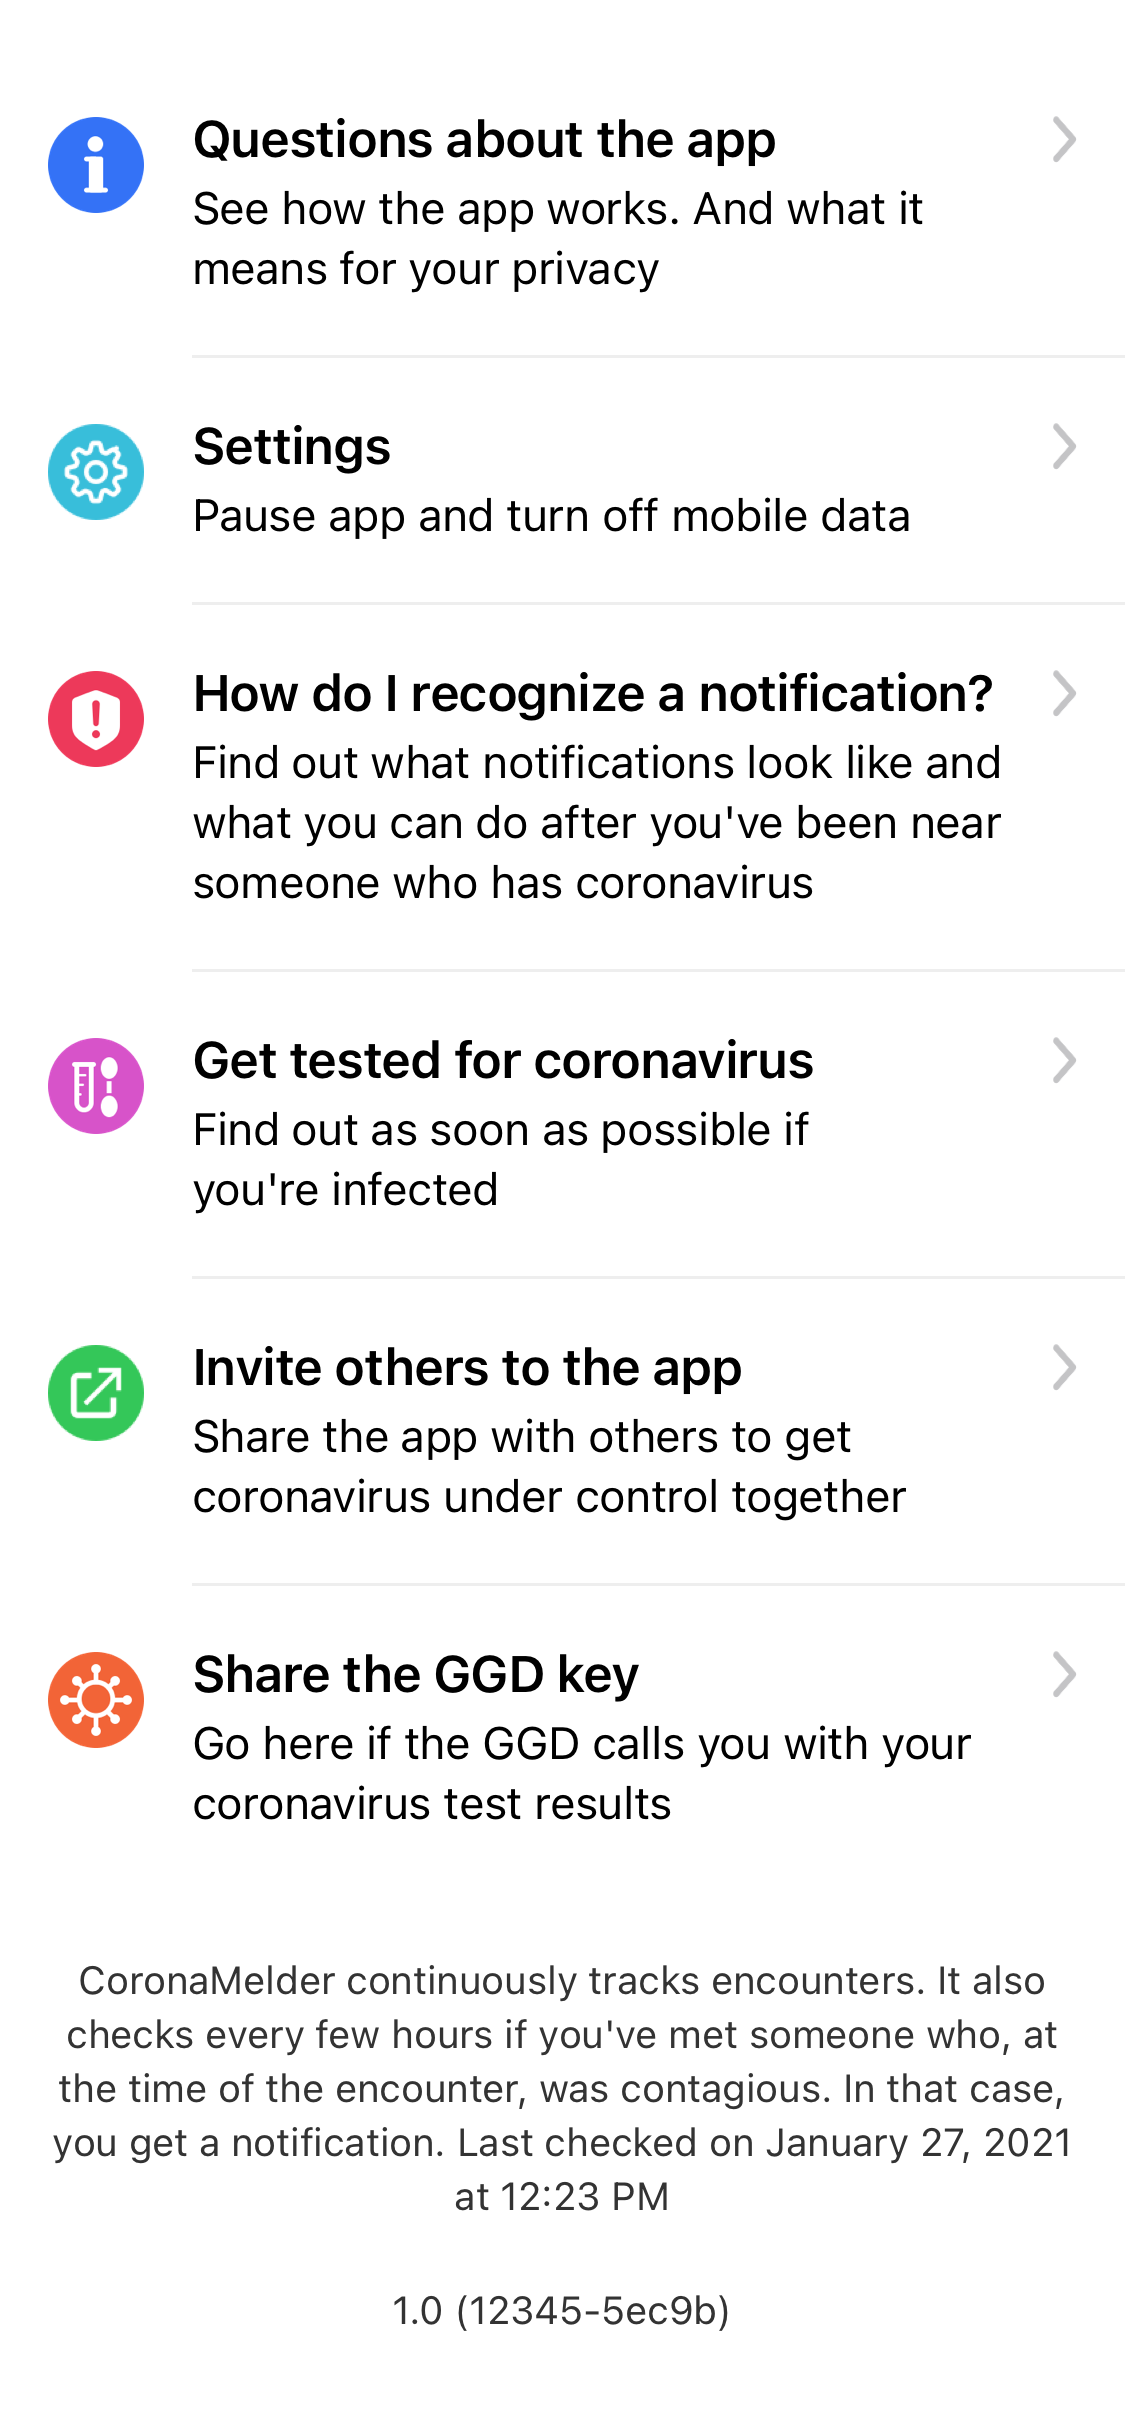 Questions about the app
See how the app works. And what it
means for your privacy
Settings
Pause app and turn off mobile data
How do I recognize a notification?
Find out what notifications look like and
what you can do after you've been near
someone who has coronavirus
Get tested for coronavirus
Find out as soon as possible if
you're infected
Invite others to the app
Share the app with others to get
coronavirus under control together
Share the GGD key
Go here if the GGD calls you with your
coronavirus test results
CoronaMelder continuously tracks encounters. It also
checks every few hours if you've met someone who, at
the time of the encounter, was contagious. In that case,
you get a notification. Last checked on January 27, 2021
at 12:23 PM
1.0 (12345-5ec9b)